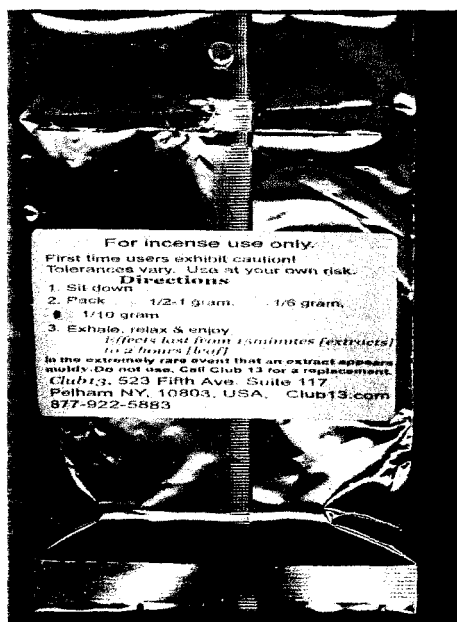 For incense use only.
First time users exhibit caution!
Tolerances vary. Use at your own risk.
Directions
1. Sit down
2. Pack 1/2-1 gram, 1/6 gram,
1/10 gram
3. Exhale, relax & enjoy
Effects last from 15minutes [extracts]
to 2 hours [leaf]
In the extremely rare event that an extract appears
moldy. Do not use. Call Club 13 for a replacement.
Club13, 523 Fifth Ave. Suite 117
Pelham NY, 10803, USA, Club13.com
877-922-5883